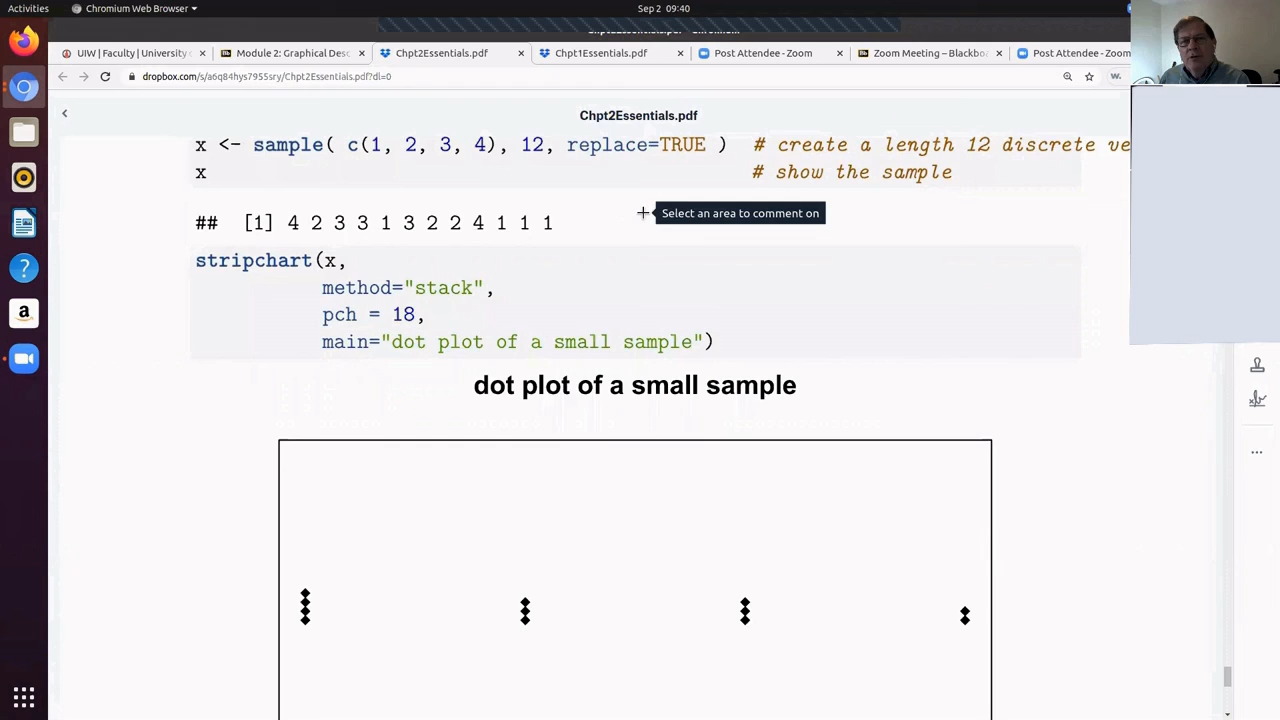 Activities
Chromium Web Browser
Sep 2 09:40
UIW | Faculty | University
Module 2: Graphical Desc
Chpt2Essentials.pdf
Chpt1Essentials.pdf
Post Attendee - Zoom
Zoom Meeting – Blackbo
Post Attendee - Zoom
dropbox.com/s/a6q84hys7955sry/Chpt2Essentials.pdf?dl=0
W.
Chpt2Essentials.pdf
x <- sample( c(1, 2, 3, 4), 12, replace=TRUE ) # create a length 12 discrete ve
x # show the sample
Select an area to comment on
## [1] 4 2 3 3 1 3 2 2 4 1 1 1
stripchart(x,
method="stack",
pch = 18,
main="dot plot of a small sample")
dot plot of a small sample